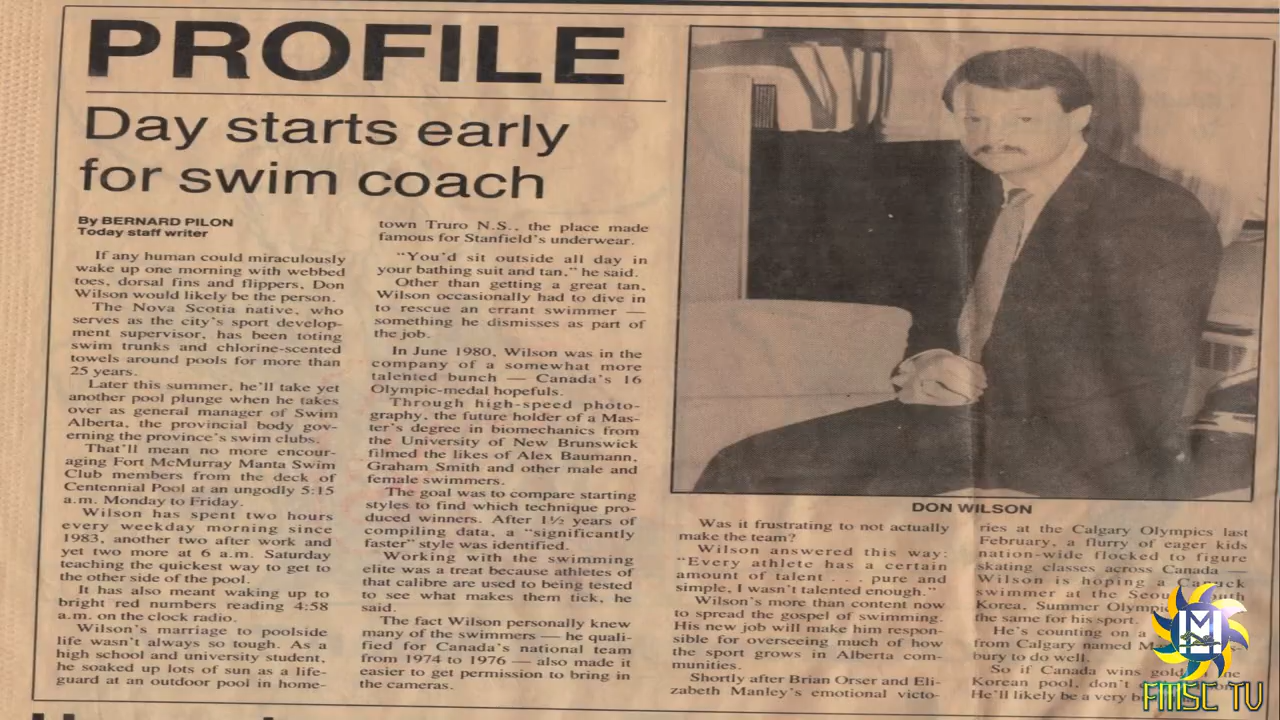 PROFILE
Day starts early
for swim coach
By BERNARD PILON
Today staff writer
If any human could miraculously
wake up one morning with webbed
toes, dorsal fins and flippers, Don
Wilson would likely be the person.
The Nova Scotia native, who
serves as the city's sport develop-
ment supervisor, has been toting
swim trunks and chlorine-scented
towels around pools for more than
25 years.
Later this summer, he'll take yet
another pool plunge when he takes
over as general manager of Swim
Alberta, the provincial body gov-
erning the province's swim clubs.
That'll mean no more encour-
aging Fort McMurray Manta Swim
Club members from the deck of
Centennial Pool at an ungodly 5:15
a.m. Monday to Friday.
Wilson has spent two hours
every weekday morning since
1983, another two after work and
yet two more at 6 a.m. Saturday
teaching the quickest way to get to
the other side of the pool.
It has also meant waking up to
bright red numbers reading 4:58
a.m. on the clock radio.
Wilson's marriage to poolside
life wasn't always so tough. As a
high school and university student,
he soaked up lots of sun as a life-
guard at an outdoor pool in home-
town Truro N.S., the place made
famous for Stanfield's underwear.
"You'd sit outside all day in
your bathing suit and tan," he said.
Other than getting a great tan,
Wilson occasionally had to dive in
to rescue an errant swimmer —
something he dismisses as part of
the job.
In June 1980, Wilson was in the
company of a somewhat more
talented bunch — Canada's 16
Olympic-medal hopefuls.
Through high-speed photo-
graphy, the future holder of a Mas-
ter's degree in biomechanics from
the University of New Brunswick
filmed the likes of Alex Baumann,
Graham Smith and other male and
female swimmers.
The goal was to compare starting
styles to find which technique pro-
duced winners. After 1½ years of
compiling data, a "significantly
faster" style was identified.
Working with the swimming
elite was a treat because athletes of
that calibre are used to being tested
to see what makes them tick, he
said.
The fact Wilson personally knew
many of the swimmers — he quali-
fied for Canada's national team
from 1974 to 1976 — also made it
easier to get permission to bring in
the cameras.
DON WILSON
Was it frustrating to not actually
make the team?
Wilson answered this way:
"Every athlete has a certain
amount of talent . . . pure and
simple, I wasn't talented enough."
Wilson's more than content now
to spread the gospel of swimming.
His new job will make him respon-
sible for overseeing much of how
the sport grows in Alberta com-
munities.
Shortly after Brian Orser and Eli-
zabeth Manley's emotional victo-
ries at the Calgary Olympics last
February, a flurry of eager kids
nation-wide flocked to figure
skating classes across Canada —
Wilson is hoping a Canuck
swimmer at the Seoul, South
Korea, Summer Olympi
the same for his sport.
He's counting on a
from Calgary named
bury to do well.
So if Canada wins gold
Korean pool, don't
He'll likely be a very
M
FMSC TV